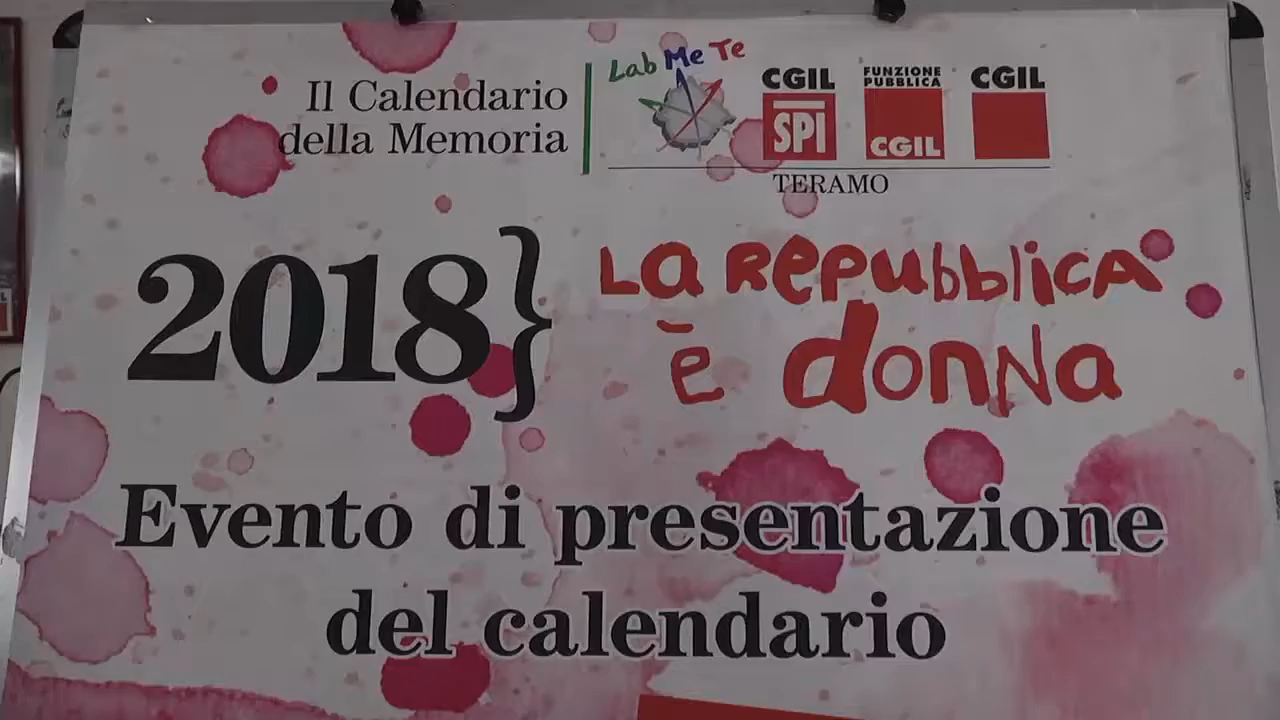 Il Calendario
della Memoria
Lab Me Te
CGIL
SPI
FUNZIONE
PUBBLICA
CGIL
CGIL
TERAMO
2018}
La Repubblica
è donna
Evento di presentazione
del calendario